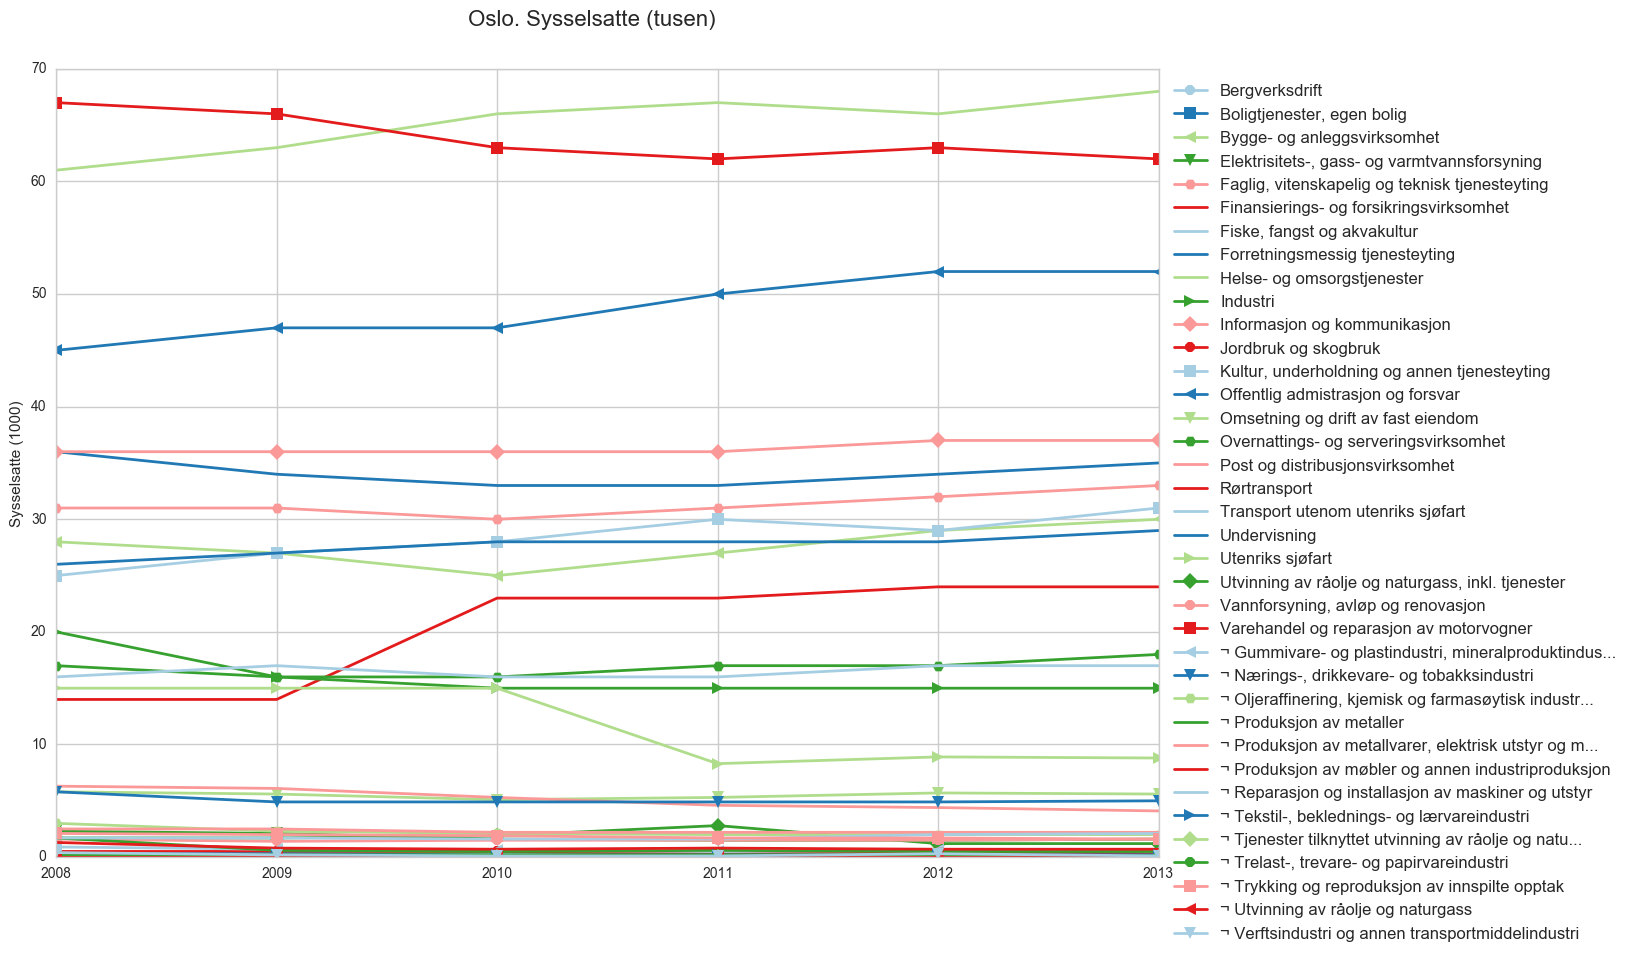 Oslo. Sysselsatte (tusen)
70
60
50
40
30
20
10
0
Sysselsatte (1000)
2008 2009 2010 2011 2012 2013
Bergverksdrift
Boligtjenester, egen bolig
Bygge- og anleggsvirksomhet
Elektrisitets-, gass- og varmtvannsforsyning
Faglig, vitenskapelig og teknisk tjenesteyting
Finansierings- og forsikringsvirksomhet
Fiske, fangst og akvakultur
Forretningsmessig tjenesteyting
Helse- og omsorgstjenester
Industri
Informasjon og kommunikasjon
Jordbruk og skogbruk
Kultur, underholdning og annen tjenesteyting
Offentlig admistrasjon og forsvar
Omsetning og drift av fast eiendom
Overnattings- og serveringsvirksomhet
Post og distribusjonsvirksomhet
Rørtransport
Transport utenom utenriks sjøfart
Undervisning
Utenriks sjøfart
Utvinning av råolje og naturgass, inkl. tjenester
Vannforsyning, avløp og renovasjon
Varehandel og reparasjon av motorvogner
¬ Gummivare- og plastindustri, mineralproduktindus...
¬ Nærings-, drikkevare- og tobakksindustri
¬ Oljeraffinering, kjemisk og farmasøytisk industr...
¬ Produksjon av metaller
¬ Produksjon av metallvarer, elektrisk utstyr og m...
¬ Produksjon av møbler og annen industriproduksjon
¬ Reparasjon og installasjon av maskiner og utstyr
¬ Tekstil-, beklednings- og lærvareindustri
¬ Tjenester tilknyttet utvinning av råolje og natu...
¬ Trelast-, trevare- og papirvareindustri
¬ Trykking og reproduksjon av innspilte opptak
¬ Utvinning av råolje og naturgass
¬ Verftsindustri og annen transportmiddelindustri